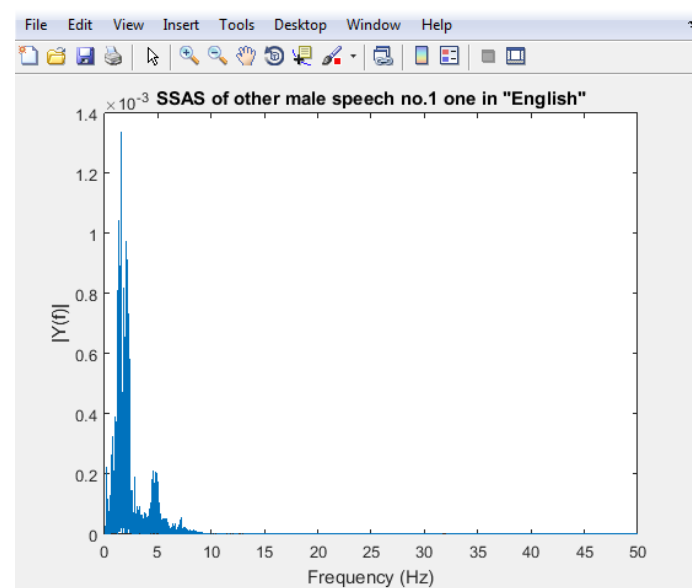 File Edit View Insert Tools Desktop Window Help
×10-3 SSAS of other male speech no.1 one in "English"
1.4
1.2
1
0.8
0.6
0.4
0.2
0
|Y(f)|
0 5 10 15 20 25 30 35 40 45 50
Frequency (Hz)